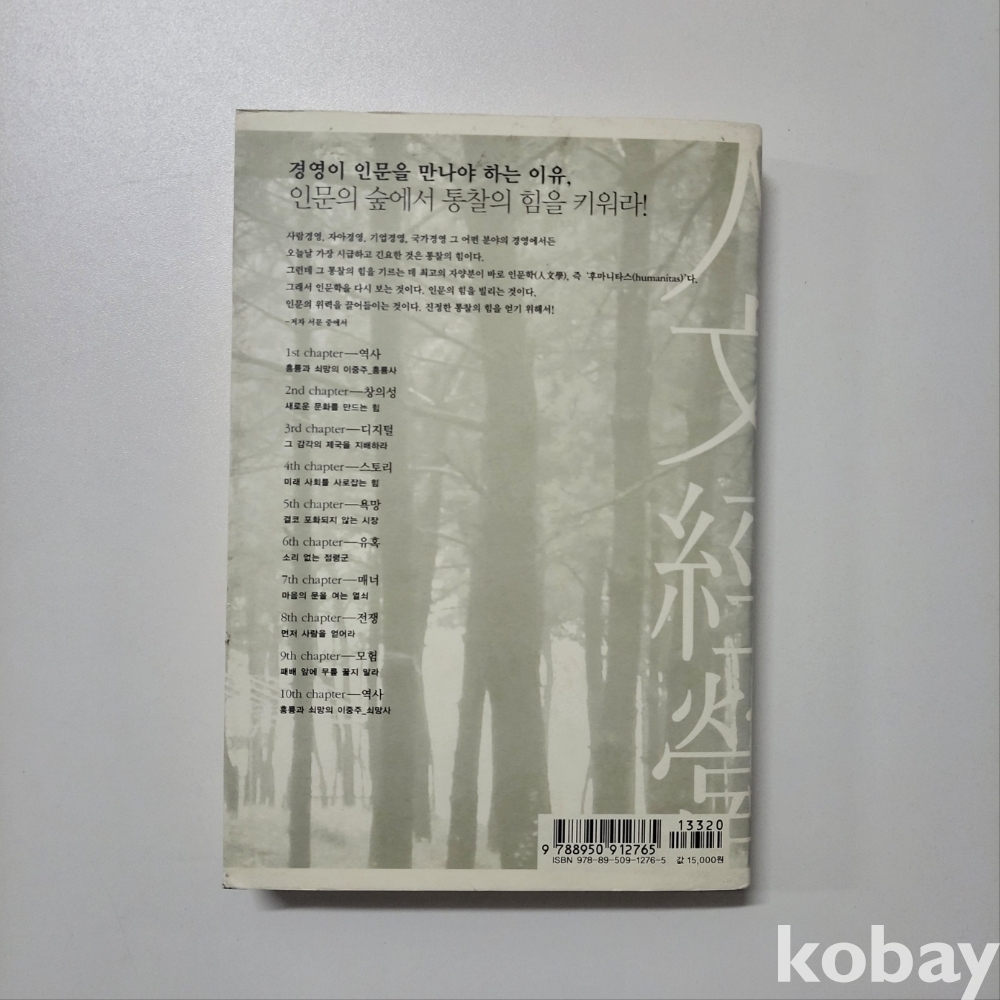 경영이 인문을 만나야 하는 이유,
인문의 숲에서 통찰의 힘을 키워라!
사람경영, 자아경영, 기업경영, 국가경영 그 어떤 분야의 경영에서든
오늘날 가장 시급하고 긴요한 것은 통찰의 힘이다.
그런데 그 통찰의 힘을 기르는 데 최고의 자양분이 바로 인문학(人文學), 즉 '후마니타스(humanitas)'다.
그래서 인문학을 다시 보는 것이다. 인문의 힘을 빌리는 것이다.
인문의 위력을 끌어들이는 것이다. 진정한 통찰의 힘을 얻기 위해서!
-저자 서문 중에서
1st chapter—역사
흥륭과 쇠망의 이중주_흥륭사
2nd chapter—창의성
새로운 문화를 만드는 힘
3rd chapter—디지털
그 감각의 제국을 지배하라
4th chapter—스토리
미래 사회를 사로잡는 힘
5th chapter—욕망
결코 포화되지 않는 시장
6th chapter—유혹
소리 없는 점령군
7th chapter—매너
마음의 문을 여는 열쇠
8th chapter—전쟁
먼저 사람을 얻어라
9th chapter—모험
패배 앞에 무릎 꿇지 말라
10th chapter—역사
흥륭과 쇠망의 이중주_쇠망사
人文經營
13320
9 788950 912765
ISBN 978-89-509-1276-5 값 15,000원
kobay